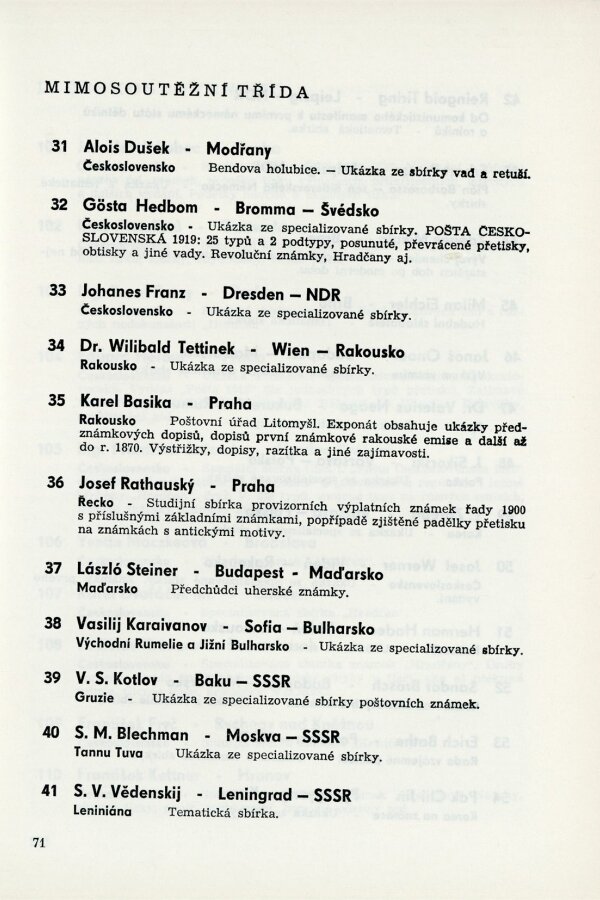 MIMOSOUTĚŽNÍ TŘÍDA
31 Alois Dušek - Modřany
Československo Bendova holubice. — Ukázka ze sbírky vad a retuší.
32 Gösta Hedbom - Bromma — Švédsko
Československo - Ukázka ze specializované sbírky. POŠTA ČESKO-
SLOVENSKÁ 1919: 25 typů a 2 podtypy, posunuté, převrácené přetisky,
obtisky a jiné vady. Revoluční známky, Hradčany aj.
33 Johanes Franz - Dresden — NDR
Československo - Ukázka ze specializované sbírky.
34 Dr. Wilibald Tettinek - Wien — Rakousko
Rakousko - Ukázka ze specializované sbírky.
35 Karel Basika - Praha
Rakousko Poštovní úřad Litomyšl. Exponát obsahuje ukázky před-
známkových dopisů, dopisů první známkové rakouské emise a další až
do r. 1870. Výstřižky, dopisy, razítka a jiné zajímavosti.
36 Josef Rathauský - Praha
Řecko - Studijní sbírka provizorních výplatných známek řady 1900
s příslušnými základními známkami, popřípadě zjištěné padělky přetisku
na známkách s antickými motivy.
37 László Steiner - Budapest - Maďarsko
Maďarsko Předchůdci uherské známky.
38 Vasilij Karaivanov - Sofia — Bulharsko
Východní Rumelie a Jižní Bulharsko - Ukázka ze specializované sbírky.
39 V. S. Kotlov - Baku — SSSR
Gruzie - Ukázka ze specializované sbírky poštovních známek.
40 S. M. Blechman - Moskva — SSSR
Tannu Tuva Ukázka ze specializované sbírky.
41 S. V. Vědenskij - Leningrad — SSSR
Leniniána Tematická sbírka.
71